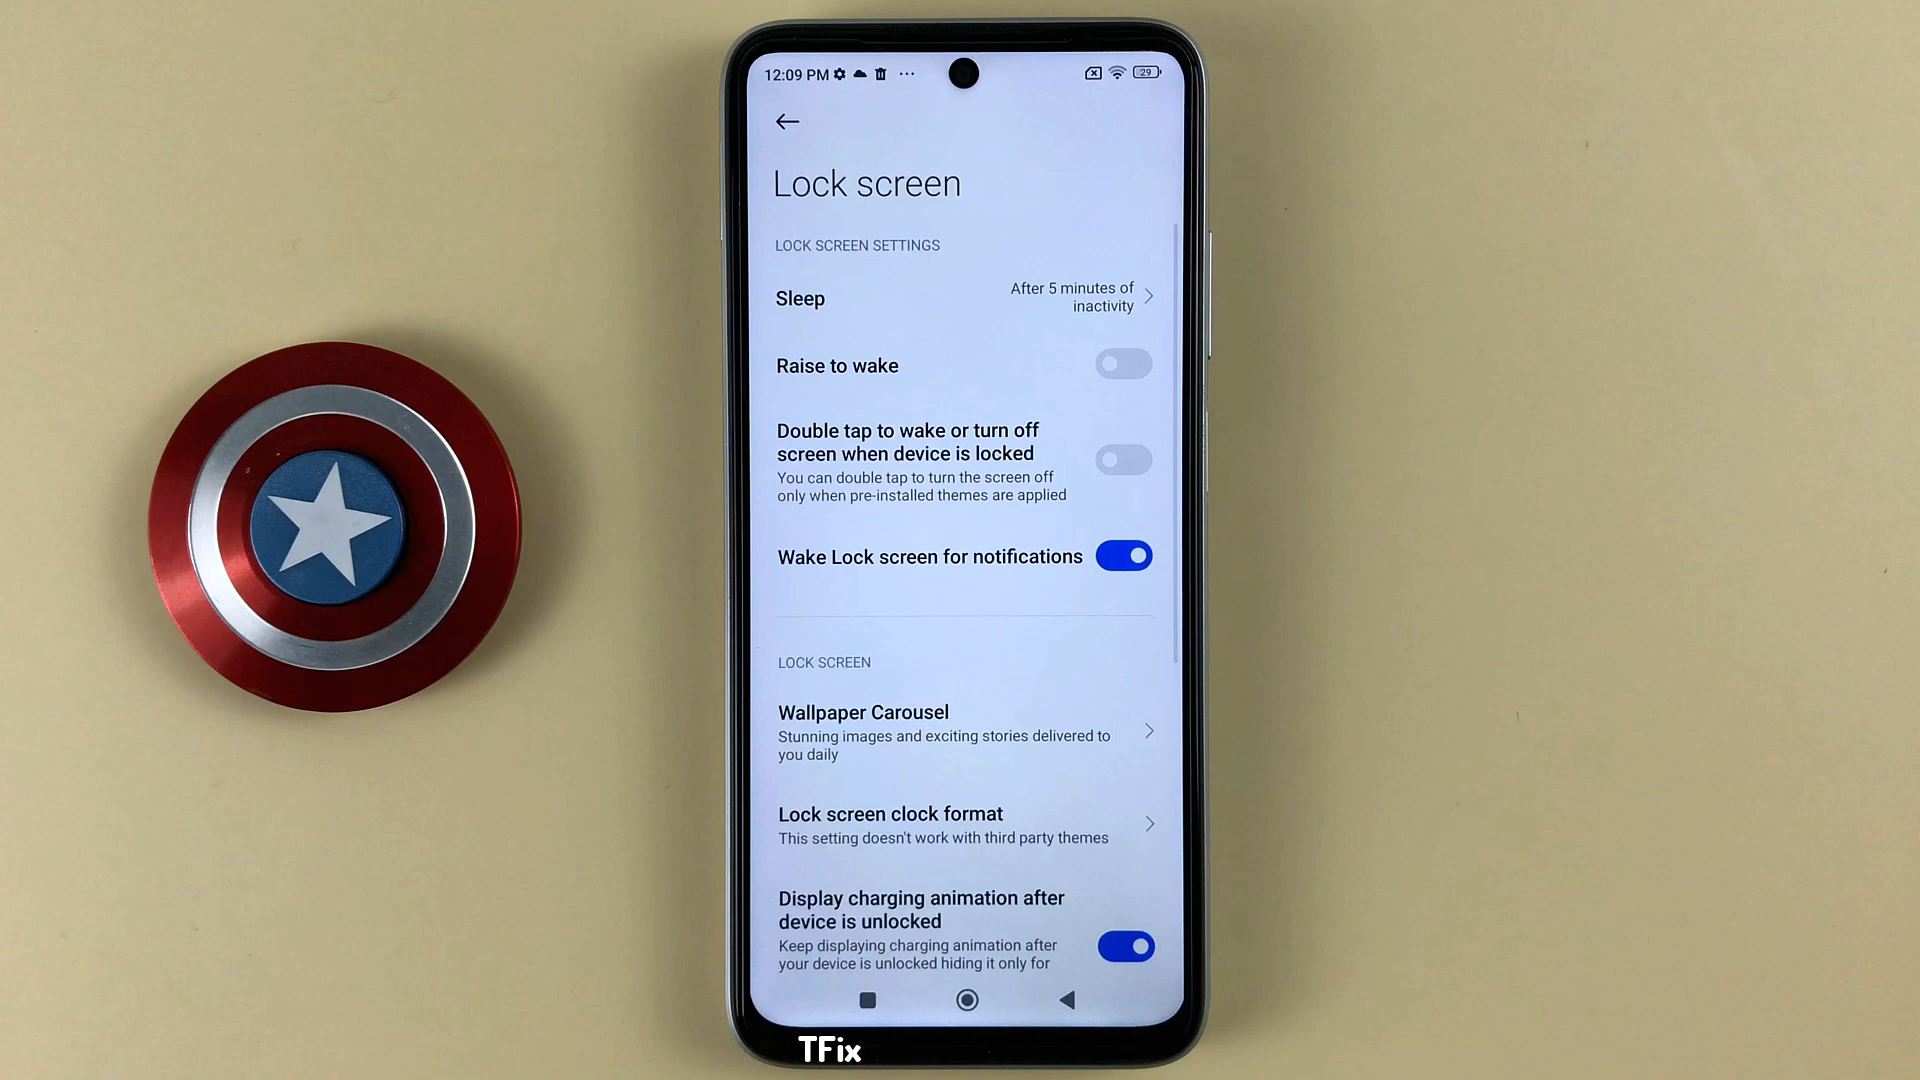 12:09 PM
29
Lock screen
LOCK SCREEN SETTINGS
Sleep
After 5 minutes of
inactivity
Raise to wake
Double tap to wake or turn off
screen when device is locked
You can double tap to turn the screen off
only when pre-installed themes are applied
Wake Lock screen for notifications
LOCK SCREEN
Wallpaper Carousel
Stunning images and exciting stories delivered to
you daily
Lock screen clock format
This setting doesn't work with third party themes
Display charging animation after
device is unlocked
Keep displaying charging animation after
your device is unlocked hiding it only for
TFix